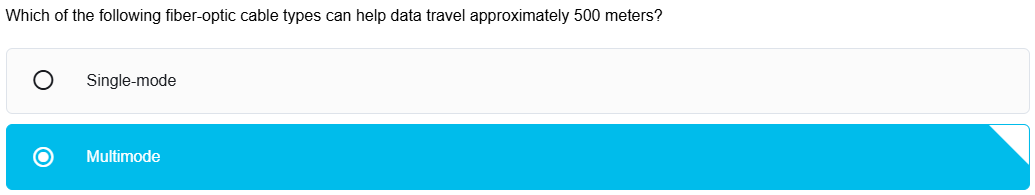 Which of the following fiber-optic cable types can help data travel approximately 500 meters?
Single-mode
Multimode